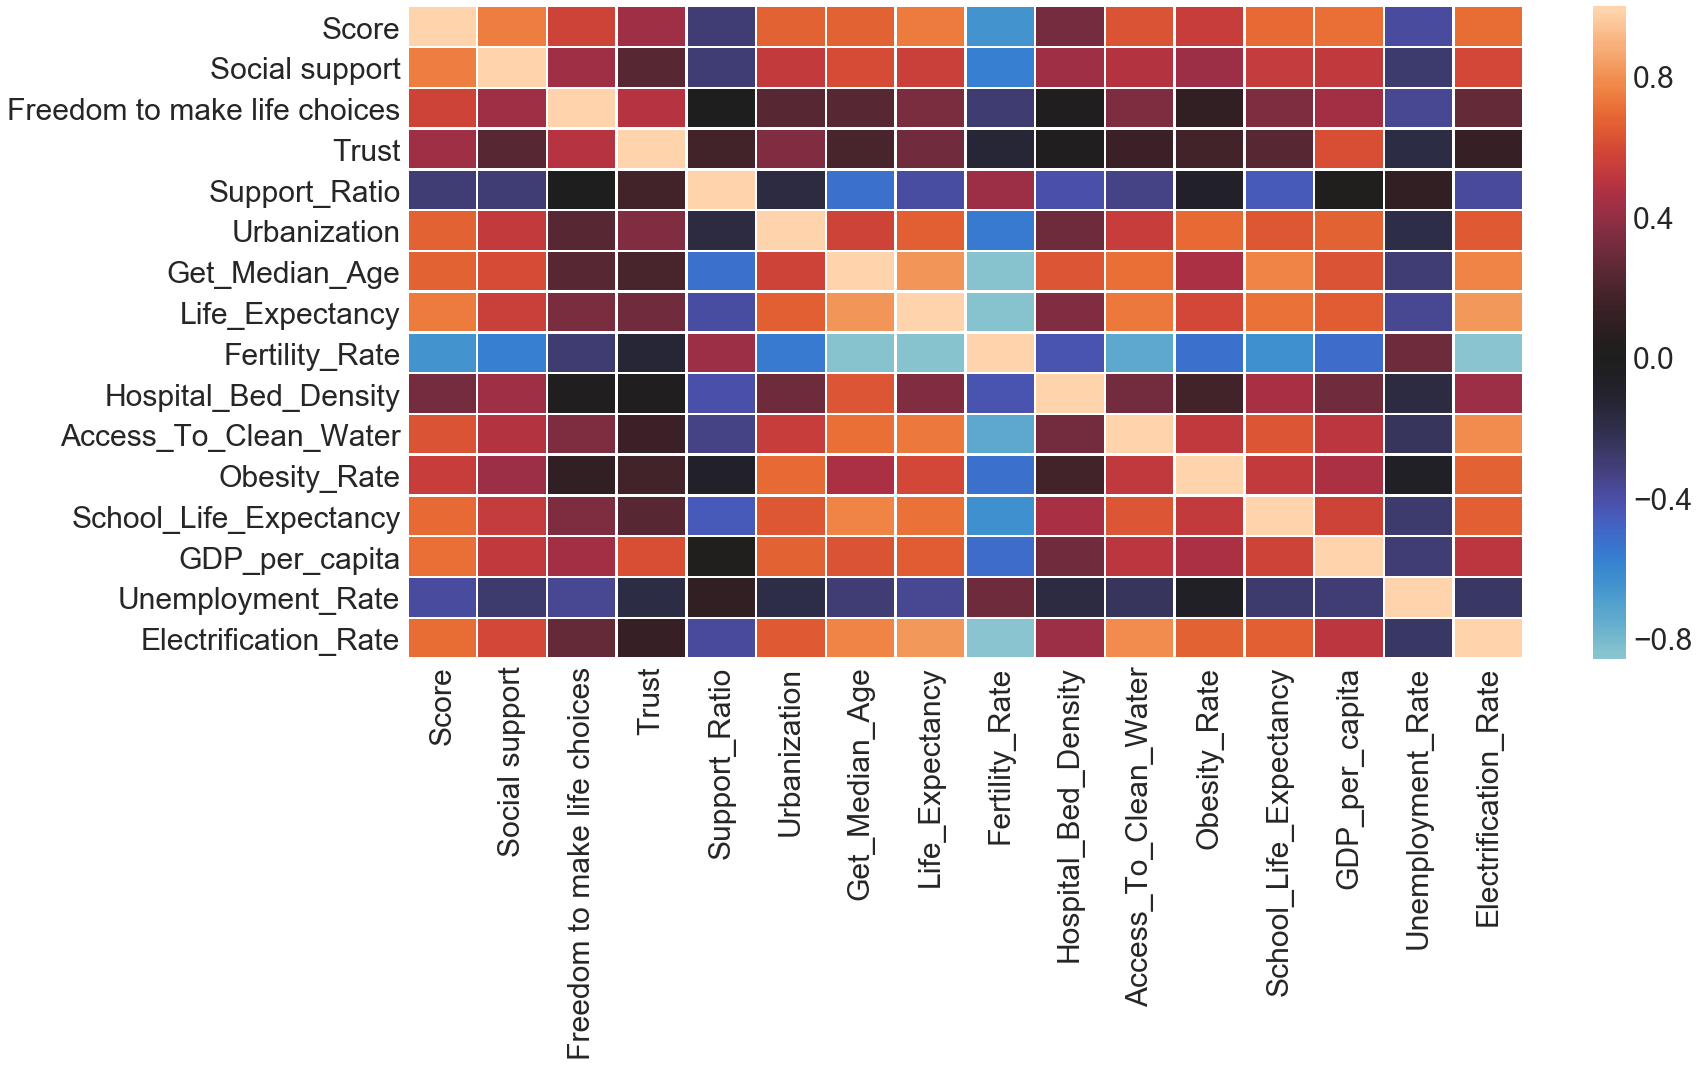 Score
Social support
Freedom to make life choices
Trust
Support_Ratio
Urbanization
Get_Median_Age
Life_Expectancy
Fertility_Rate
Hospital_Bed_Density
Access_To_Clean_Water
Obesity_Rate
School_Life_Expectancy
GDP_per_capita
Unemployment_Rate
Electrification_Rate
Score
Social support
Freedom to make life choices
Trust
Support_Ratio
Urbanization
Get_Median_Age
Life_Expectancy
Fertility_Rate
Hospital_Bed_Density
Access_To_Clean_Water
Obesity_Rate
School_Life_Expectancy
GDP_per_capita
Unemployment_Rate
Electrification_Rate
0.8
0.4
0.0
−0.4
−0.8